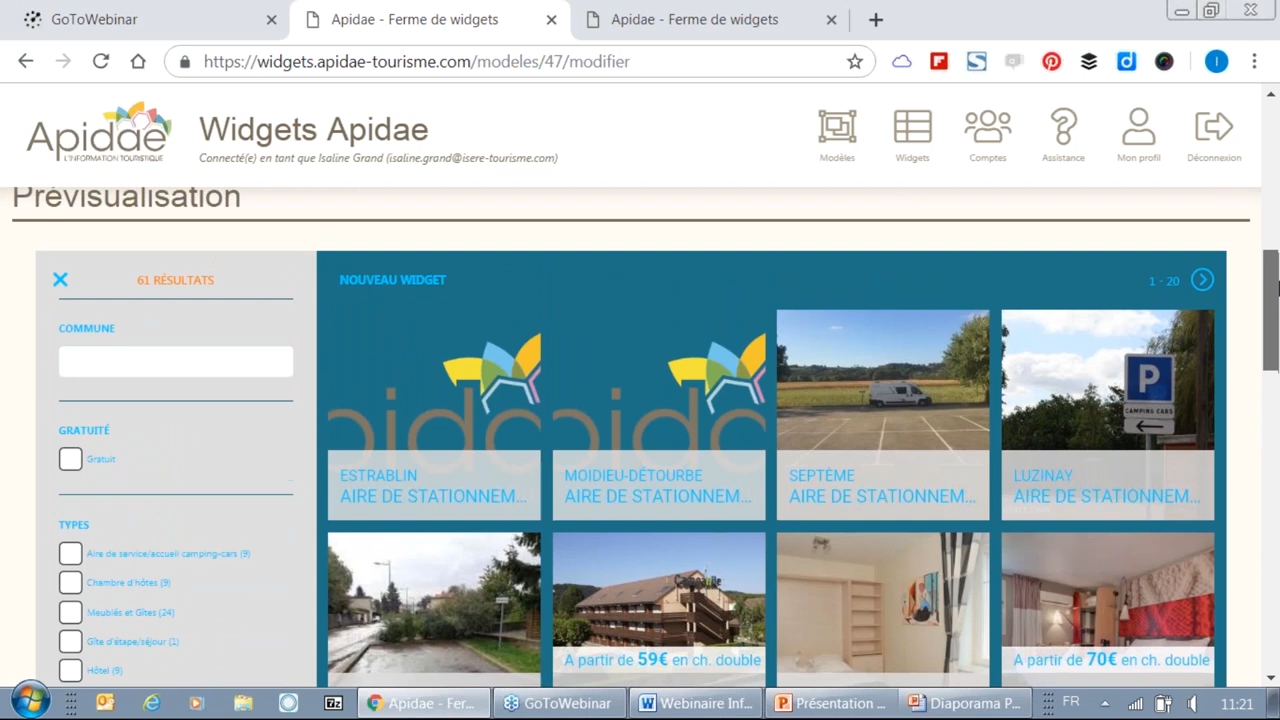 GoToWebinar
Apidae - Ferme de widgets
Apidae - Ferme de widgets
https://widgets.apidae-tourisme.com/modeles/47/modifier
Apidae
L'INFORMATION TOURISTIQUE
Widgets Apidae
Connecté(e) en tant que Isaline Grand (isaline.grand@isere-tourisme.com)
Modèles
Widgets
Comptes
Assistance
Mon profil
Déconnexion
Prévisualisation
61 RÉSULTATS
COMMUNE
GRATUITÉ
Gratuit
TYPES
Aire de service/accueil camping-cars (9)
Chambre d'hôtes (9)
Meublés et Gîtes (24)
Gîte d'étape/séjour (1)
Hôtel (9)
NOUVEAU WIDGET
1 - 20
ESTRABLIN
AIRE DE STATIONNEM...
MOIDIEU-DÉTOURBE
AIRE DE STATIONNEM...
SEPTÈME
AIRE DE STATIONNEM...
P
CAMPING CARS
LUZINAY
AIRE DE STATIONNEM...
A partir de 59€ en ch. double
A partir de 70€ en ch. double
Apidae - Fer...
GoToWebinar
Webinaire Inf...
Présentation ...
Diaporama P...
FR
11:21